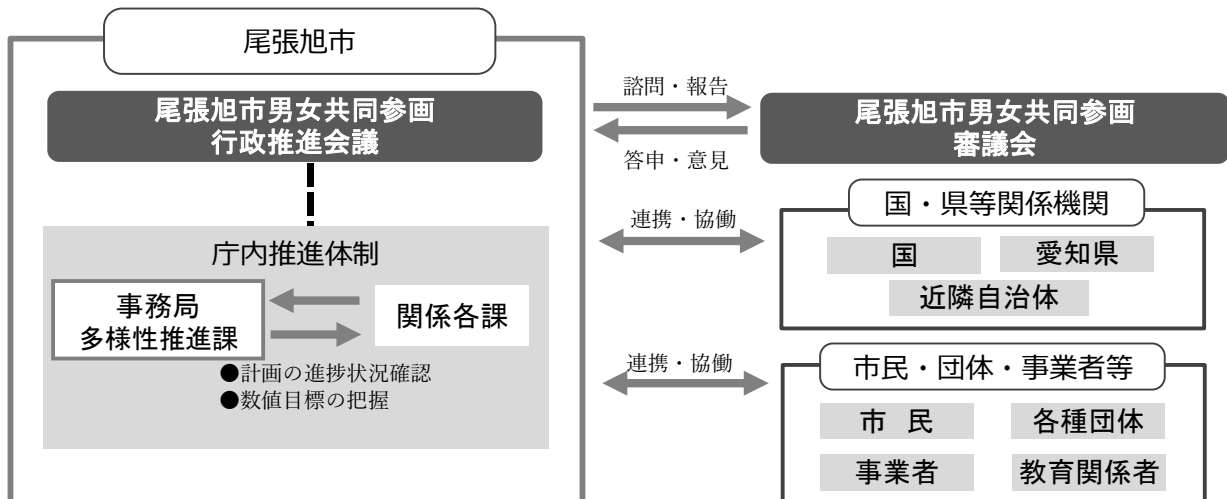 尾張旭市
尾張旭市男女共同参画
行政推進会議
庁内推進体制
事務局
多様性推進課
関係各課
●計画の進捗状況確認
●数値目標の把握
諮問・報告
答申・意見
尾張旭市男女共同参画
審議会
連携・協働
国・県等関係機関
国
愛知県
近隣自治体
連携・協働
市民・団体・事業者等
市 民
各種団体
事業者
教育関係者